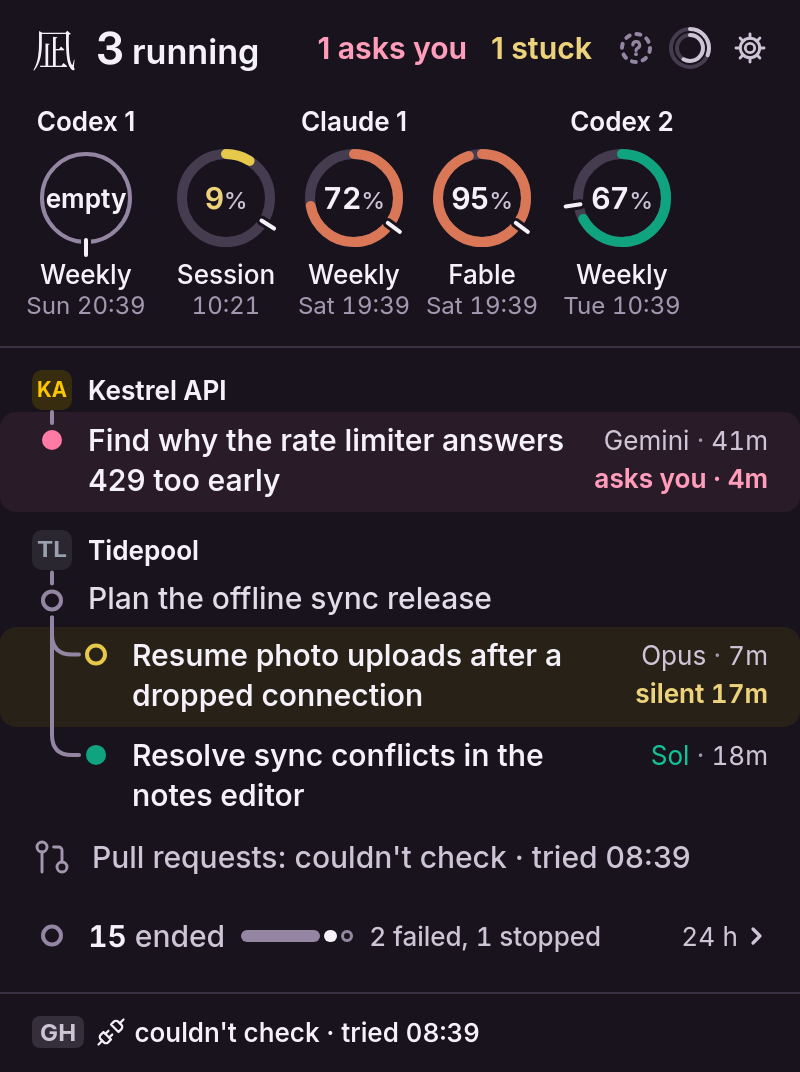 凪 3 running 1 asks you 1 stuck ?
Codex 1 Claude 1 Codex 2
empty 9% 72% 95% 67%
Weekly Session Weekly Fable Weekly
Sun 20:39 10:21 Sat 19:39 Sat 19:39 Tue 10:39
KA Kestrel API
Find why the rate limiter answers Gemini · 41m
429 too early asks you · 4m
TL Tidepool
Plan the offline sync release
Resume photo uploads after a Opus · 7m
dropped connection silent 17m
Resolve sync conflicts in the Sol · 18m
notes editor
Pull requests: couldn't check · tried 08:39
15 ended 2 failed, 1 stopped 24 h
GH couldn't check · tried 08:39